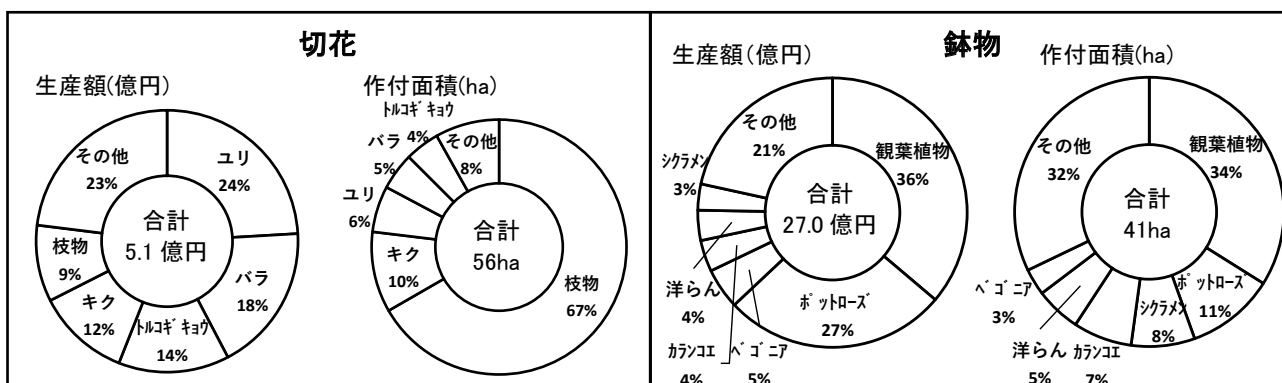 切花
生産額(億円)
ユリ
24%
バラ
18%
ﾄﾙｺｷﾞｷｮｳ
14%
キク
12%
枝物
9%
その他
23%
合計
5.1 億円
作付面積(ha)
枝物
67%
キク
10%
ユリ
6%
バラ
5%
ﾄﾙｺｷﾞｷｮｳ
4%
その他
8%
合計
56ha
鉢物
生産額(億円)
観葉植物
36%
ﾎﾟｯﾄﾛｰｽﾞ
27%
ﾍﾞｺﾞﾆｱ
5%
ｶﾗﾝｺｴ
4%
洋らん
4%
ｼｸﾗﾒﾝ
3%
その他
21%
合計
27.0 億円
作付面積(ha)
観葉植物
34%
ﾎﾟｯﾄﾛｰｽﾞ
11%
ｼｸﾗﾒﾝ
8%
ｶﾗﾝｺｴ
7%
洋らん
5%
ﾍﾞｺﾞﾆｱ
3%
その他
32%
合計
41ha